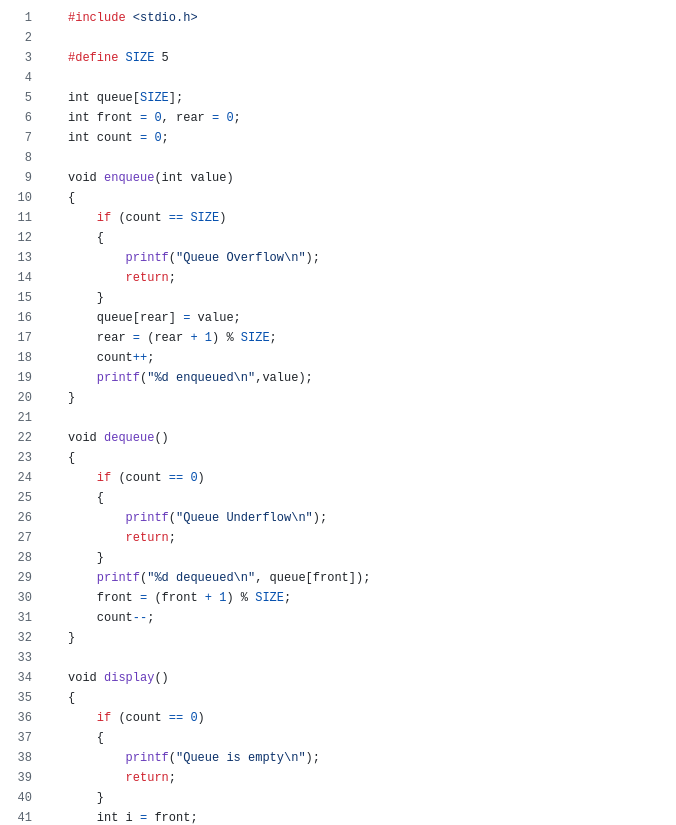 1 #include <stdio.h>
2
3 #define SIZE 5
4
5 int queue[SIZE];
6 int front = 0, rear = 0;
7 int count = 0;
8
9 void enqueue(int value)
10 {
11     if (count == SIZE)
12     {
13         printf("Queue Overflow\n");
14         return;
15     }
16     queue[rear] = value;
17     rear = (rear + 1) % SIZE;
18     count++;
19     printf("%d enqueued\n",value);
20 }
21
22 void dequeue()
23 {
24     if (count == 0)
25     {
26         printf("Queue Underflow\n");
27         return;
28     }
29     printf("%d dequeued\n", queue[front]);
30     front = (front + 1) % SIZE;
31     count--;
32 }
33
34 void display()
35 {
36     if (count == 0)
37     {
38         printf("Queue is empty\n");
39         return;
40     }
41     int i = front;